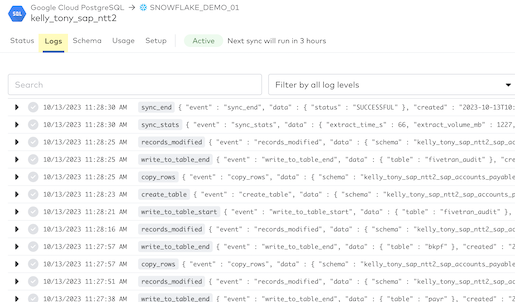 SQL
Google Cloud PostgreSQL → SNOWFLAKE_DEMO_01
kelly_tony_sap_ntt2
Status Logs Schema Usage Setup Active Next sync will run in 3 hours
Search Filter by all log levels
10/13/2023 11:28:30 AM sync_end { "event" : "sync_end", "data" : { "status" : "SUCCESSFUL" }, "created" : "2023-10-13T10:
10/13/2023 11:28:30 AM sync_stats { "event" : "sync_stats", "data" : { "extract_time_s" : 66, "extract_volume_mb" : 1227,
10/13/2023 11:28:25 AM records_modified { "event" : "records_modified", "data" : { "schema" : "kelly_tony_sap_ntt2_sap_acc
10/13/2023 11:28:25 AM write_to_table_end { "event" : "write_to_table_end", "data" : { "table" : "fivetran_audit" }, "crea
10/13/2023 11:28:25 AM copy_rows { "event" : "copy_rows", "data" : { "schema" : "kelly_tony_sap_ntt2_sap_accounts_payable
10/13/2023 11:28:23 AM create_table { "event" : "create_table", "data" : { "schema" : "kelly_tony_sap_ntt2_sap_accounts_p
10/13/2023 11:28:21 AM write_to_table_start { "event" : "write_to_table_start", "data" : { "table" : "fivetran_audit" },
10/13/2023 11:28:16 AM records_modified { "event" : "records_modified", "data" : { "schema" : "kelly_tony_sap_ntt2_sap_acc
10/13/2023 11:27:57 AM write_to_table_end { "event" : "write_to_table_end", "data" : { "table" : "bkpf" }, "created" : "2
10/13/2023 11:27:57 AM copy_rows { "event" : "copy_rows", "data" : { "schema" : "kelly_tony_sap_ntt2_sap_accounts_payable
10/13/2023 11:27:51 AM records_modified { "event" : "records_modified", "data" : { "schema" : "kelly_tony_sap_ntt2_sap_acc
10/13/2023 11:27:38 AM write_to_table_end { "event" : "write_to_table_end", "data" : { "table" : "payr" }, "created" : "2